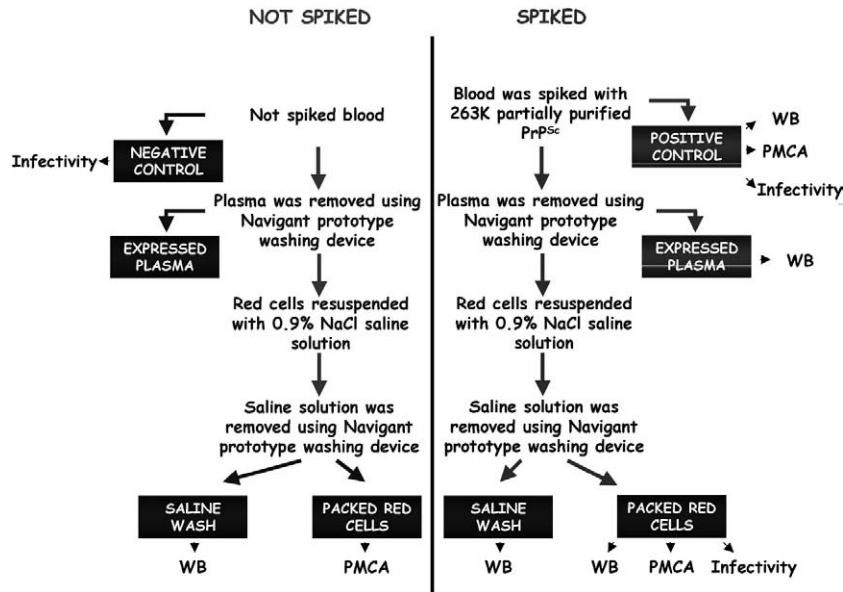 NOT SPIKED
Not spiked blood
NEGATIVE
CONTROL
Infectivity
Plasma was removed using
Navigant prototype
washing device
EXPRESSED
PLASMA
Red cells resuspended
with 0.9% NaCl saline
solution
Saline solution was
removed using Navigant
prototype washing device
SALINE
WASH
PACKED RED
CELLS
WB
PMCA
SPIKED
Blood was spiked with
263K partially purified
PrPSc
POSITIVE
CONTROL
WB
PMCA
Infectivity
Plasma was removed using
Navigant prototype
washing device
EXPRESSED
PLASMA
WB
Red cells resuspended
with 0.9% NaCl saline
solution
Saline solution was
removed using Navigant
prototype washing device
SALINE
WASH
PACKED RED
CELLS
WB
WB
PMCA
Infectivity